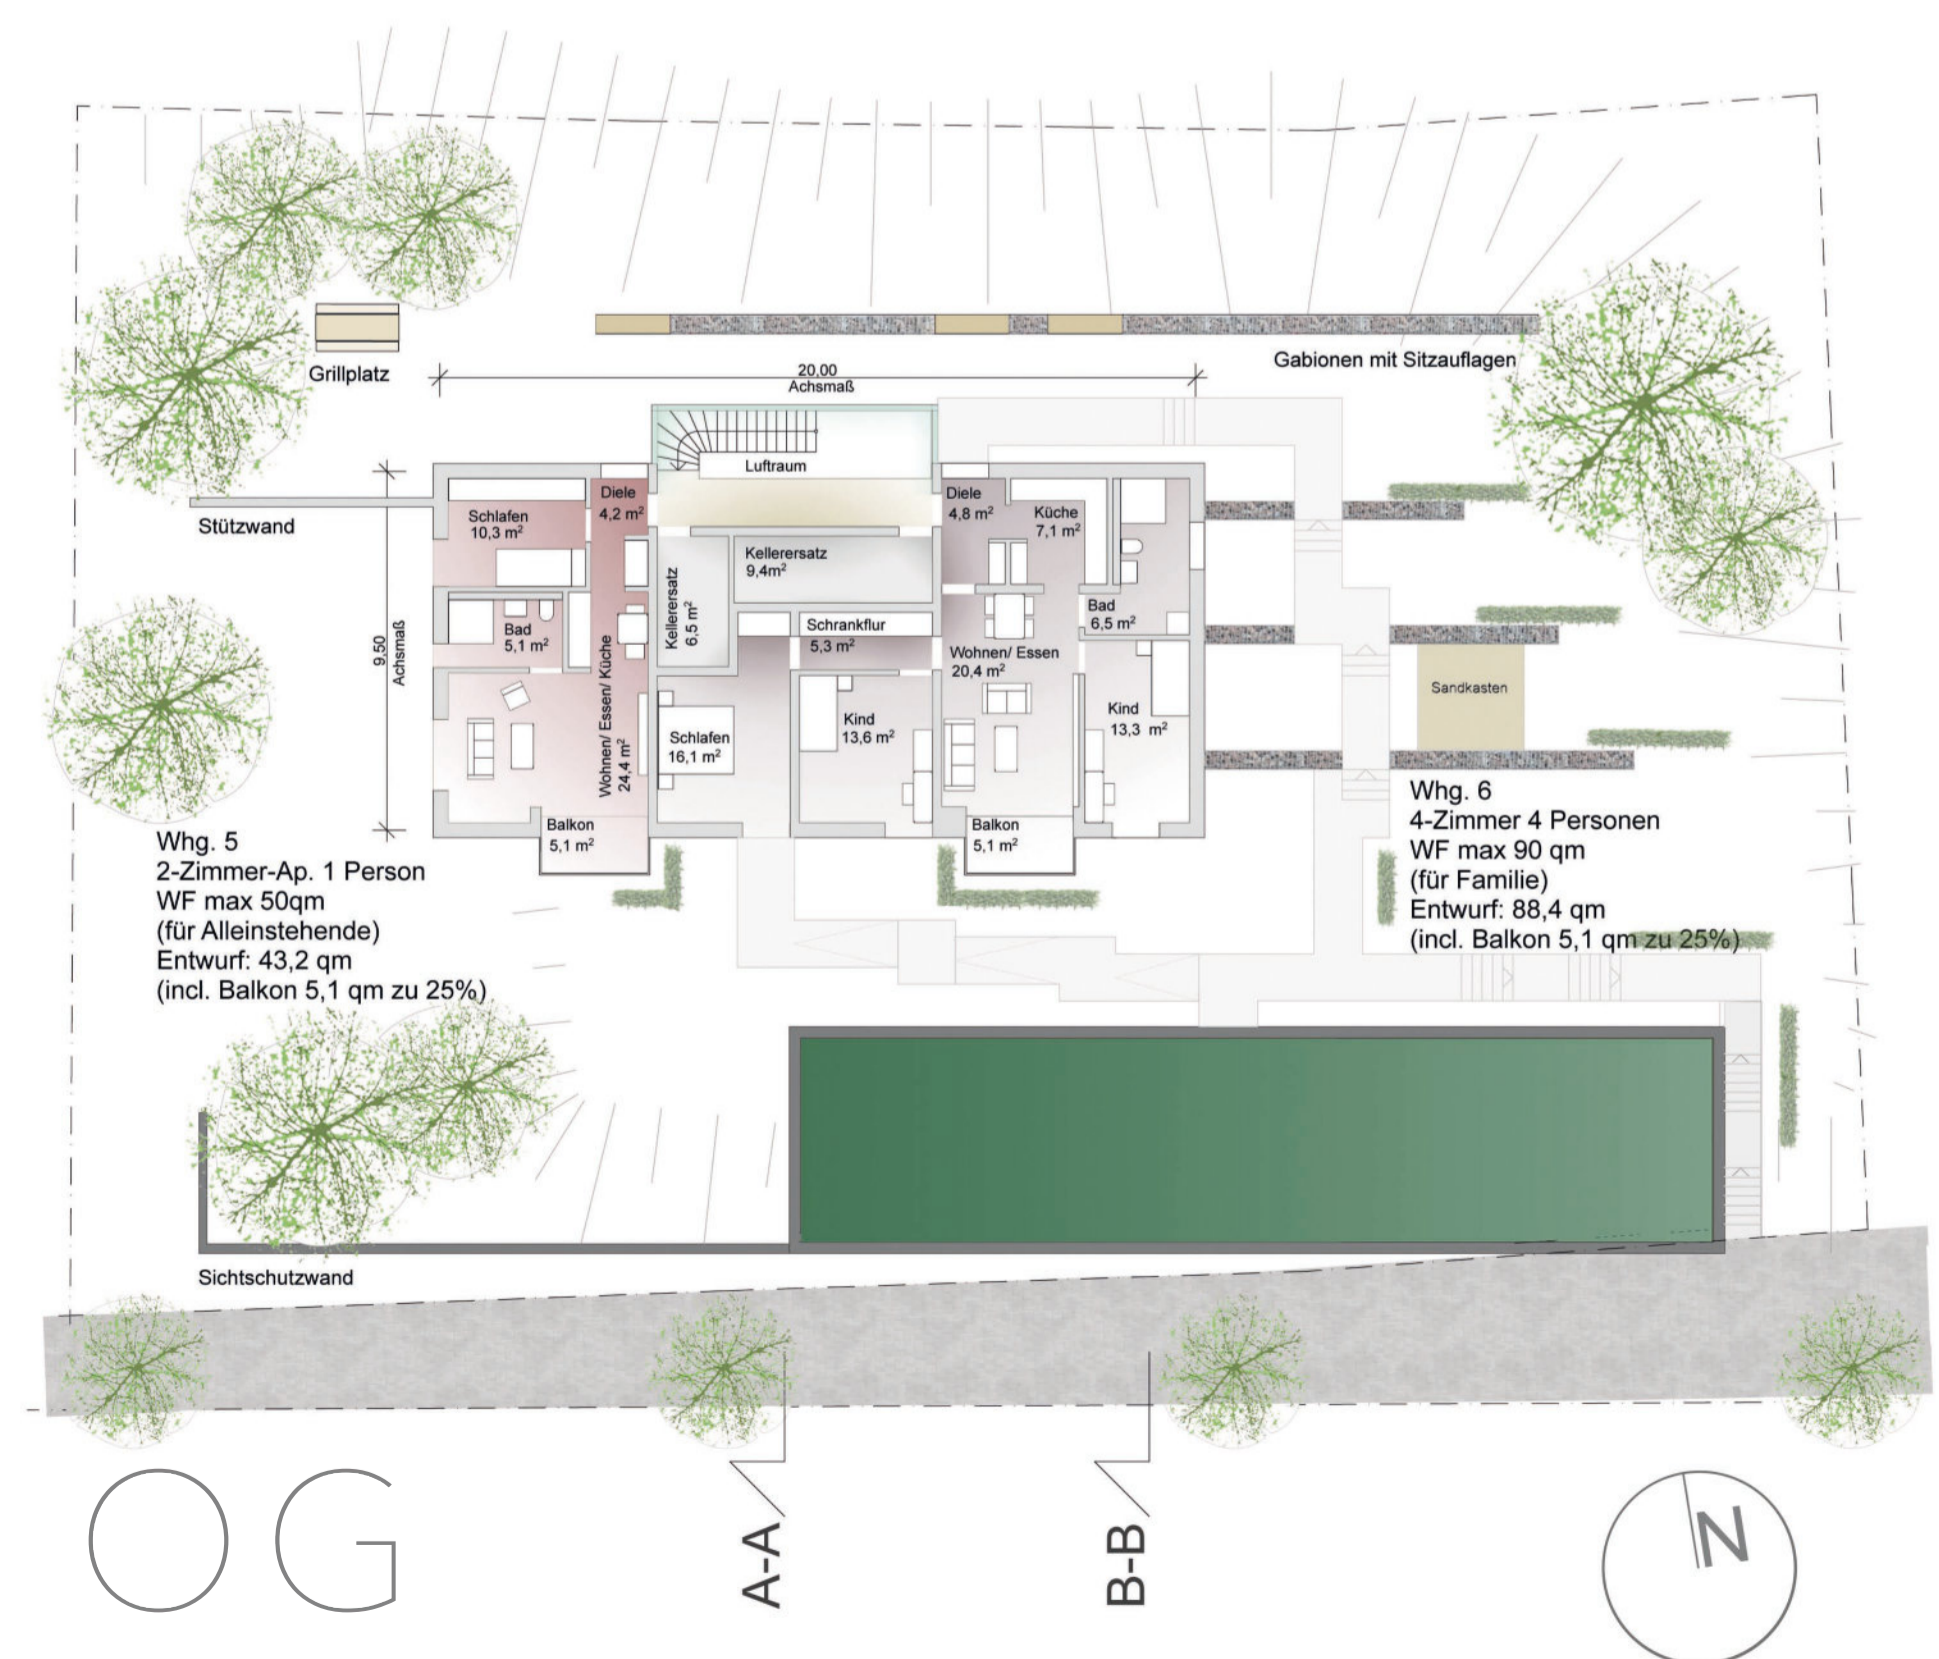 Grillplatz
20,00
Achsmaß
Gabionen mit Sitzauflagen
Stützwand
Luftraum
Schlafen
10,3 m²
Diele
4,2 m²
Diele
4,8 m²
Küche
7,1 m²
Kellerersatz
9,4m²
Kellerersatz
6,5 m²
Bad
5,1 m²
Schrankflur
5,3 m²
Bad
6,5 m²
9,50
Achsmaß
Wohnen/ Essen/ Küche
24,4 m²
Wohnen/ Essen
20,4 m²
Schlafen
16,1 m²
Kind
13,6 m²
Kind
13,3 m²
Sandkasten
Balkon
5,1 m²
Balkon
5,1 m²
Whg. 5
2-Zimmer-Ap. 1 Person
WF max 50qm
(für Alleinstehende)
Entwurf: 43,2 qm
(incl. Balkon 5,1 qm zu 25%)
Whg. 6
4-Zimmer 4 Personen
WF max 90 qm
(für Familie)
Entwurf: 88,4 qm
(incl. Balkon 5,1 qm zu 25%)
Sichtschutzwand
OG
A-A
B-B
N